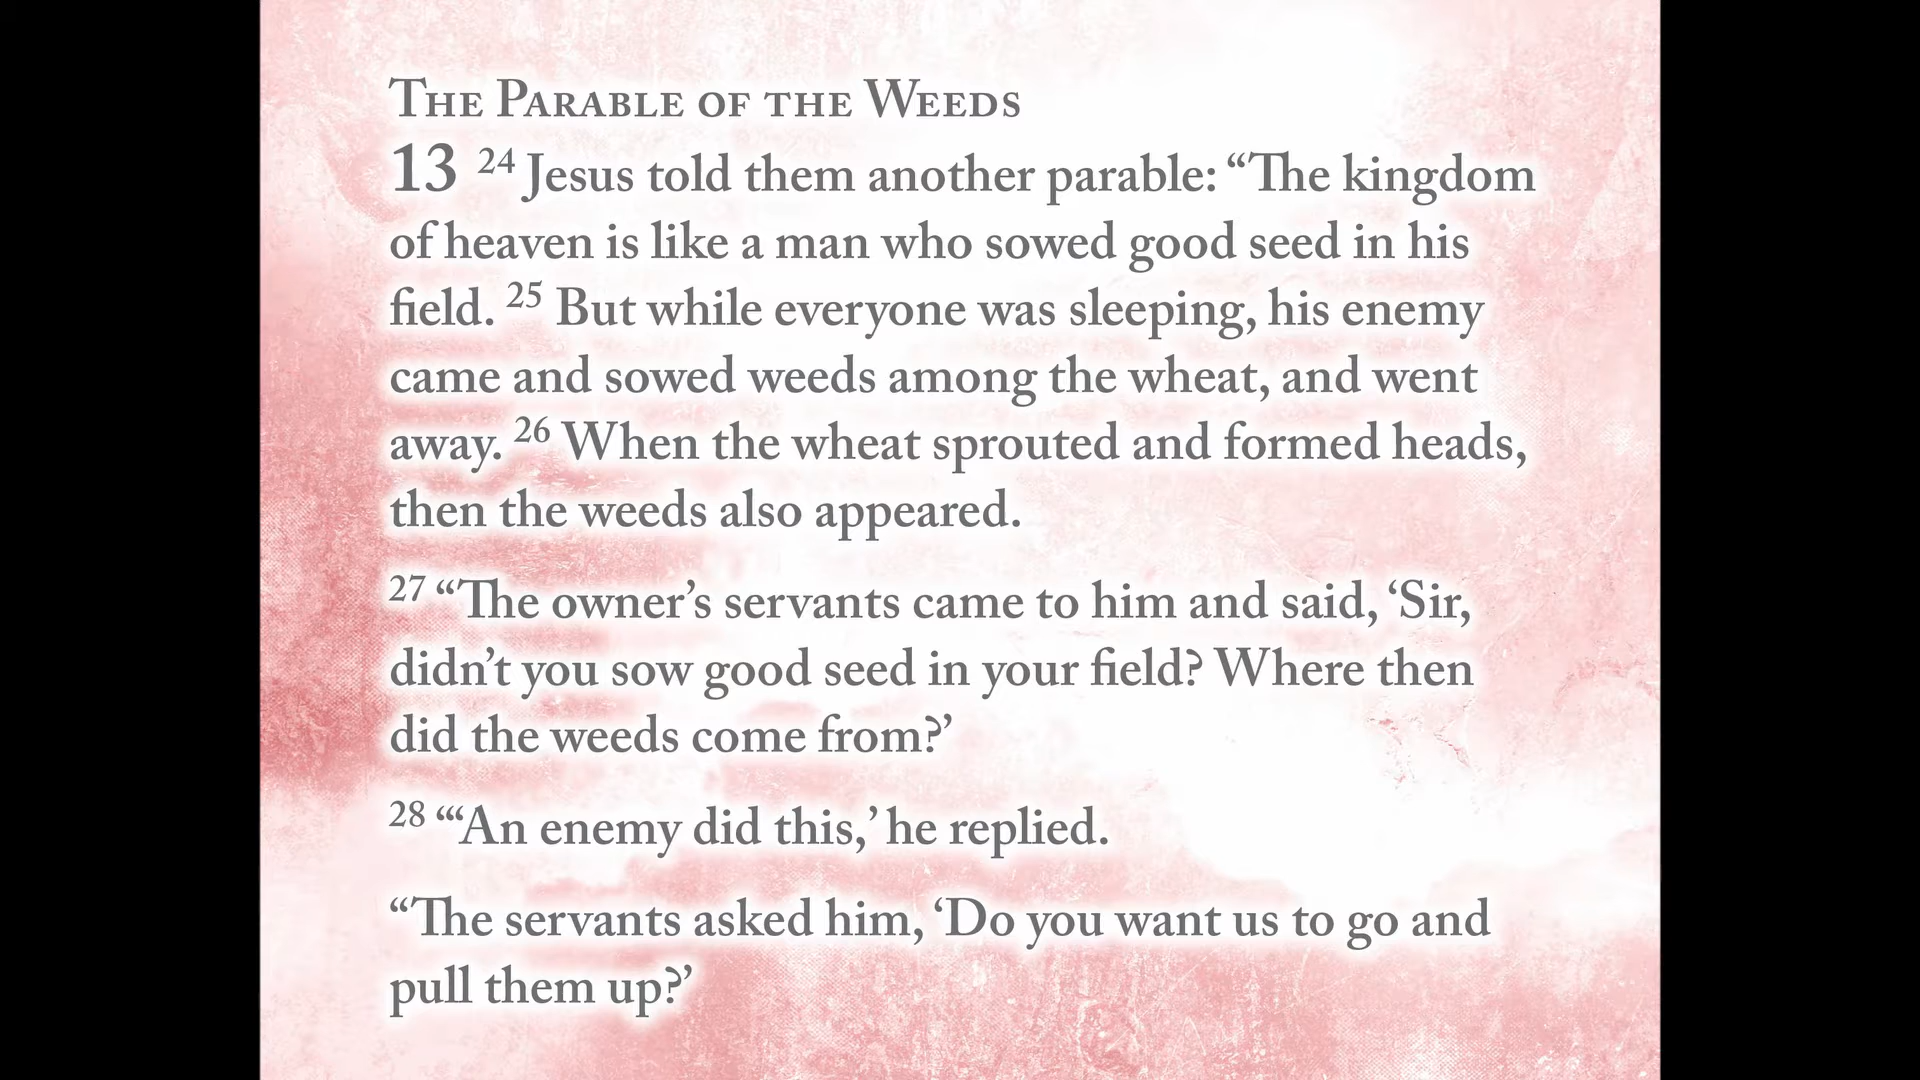 The Parable of the Weeds
13 24 Jesus told them another parable: “The kingdom
of heaven is like a man who sowed good seed in his
field. 25 But while everyone was sleeping, his enemy
came and sowed weeds among the wheat, and went
away. 26 When the wheat sprouted and formed heads,
then the weeds also appeared.
27 “The owner’s servants came to him and said, ‘Sir,
didn’t you sow good seed in your field? Where then
did the weeds come from?’
28 “‘An enemy did this,’ he replied.
“The servants asked him, ‘Do you want us to go and
pull them up?’